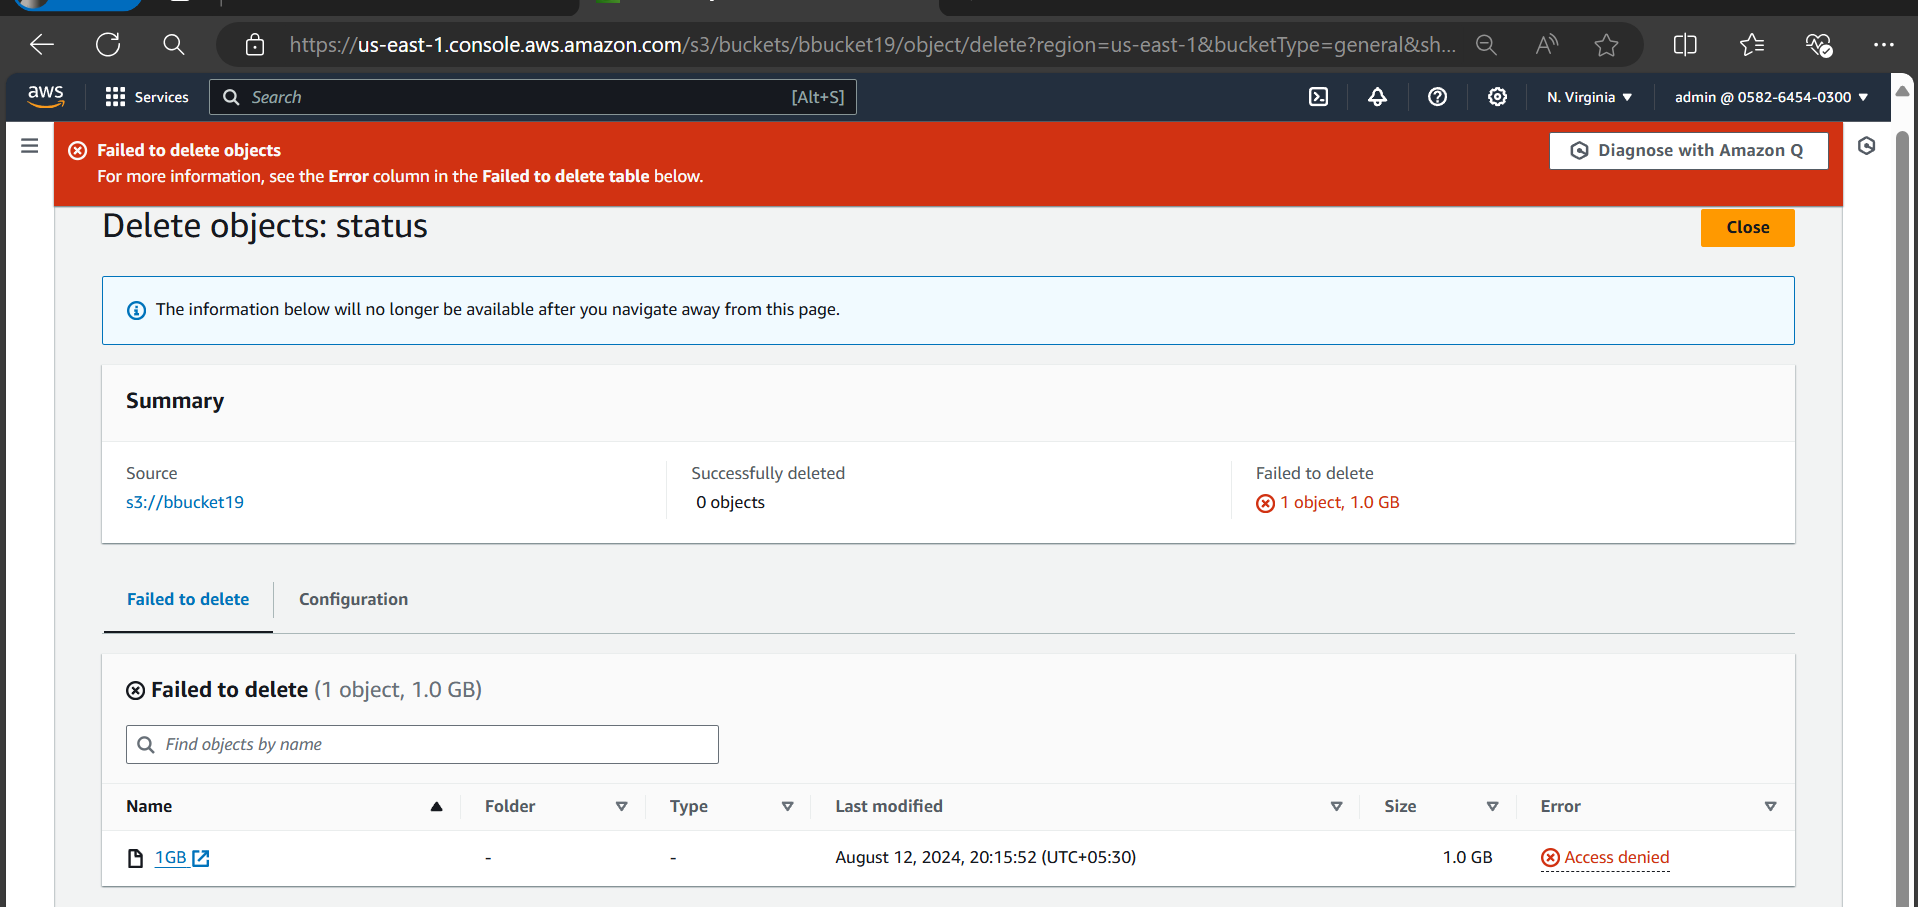 https://us-east-1.console.aws.amazon.com/s3/buckets/bbucket19/object/delete?region=us-east-1&bucketType=general&sh...
aws
Services
Search
[Alt+S]
N. Virginia
admin @ 0582-6454-0300
Failed to delete objects
For more information, see the Error column in the Failed to delete table below.
Diagnose with Amazon Q
Delete objects: status
Close
The information below will no longer be available after you navigate away from this page.
Summary
Source
s3://bbucket19
Successfully deleted
0 objects
Failed to delete
1 object, 1.0 GB
Failed to delete
Configuration
Failed to delete (1 object, 1.0 GB)
Find objects by name
Name
Folder
Type
Last modified
Size
Error
1GB
-
-
August 12, 2024, 20:15:52 (UTC+05:30)
1.0 GB
Access denied